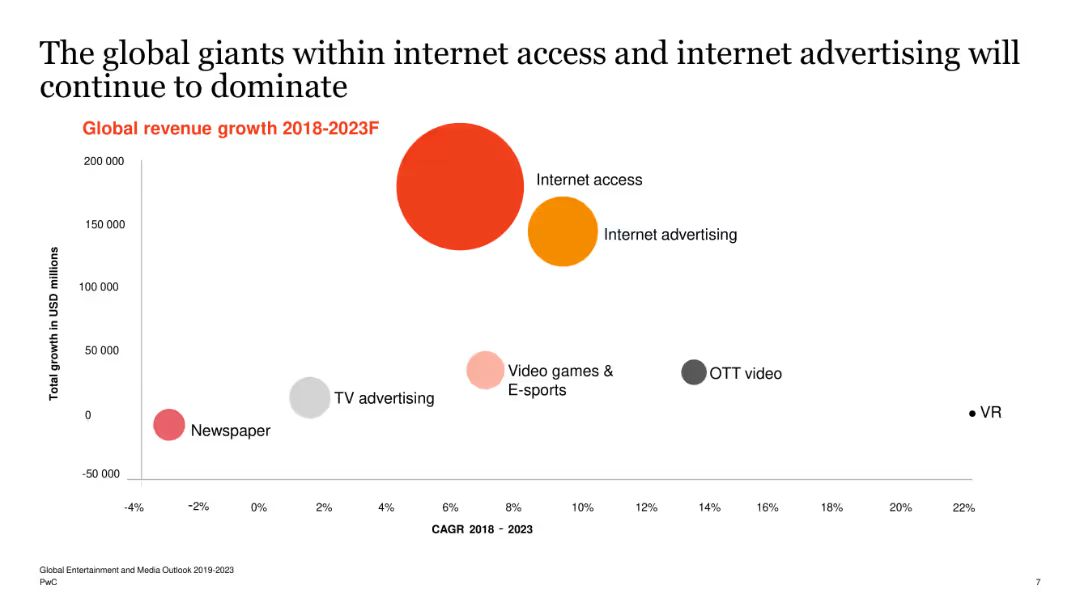 The global giants within internet access and internet advertising will
continue to dominate
Global revenue growth 2018-2023F
200 000
150 000
100 000
50 000
0
-50 000
Total growth in USD millions
Internet access
Internet advertising
Video games &
E-sports
OTT video
TV advertising
VR
Newspaper
-4%
-2%
0%
2%
4%
6%
8%
10%
12%
14%
16%
18%
20%
22%
CAGR 2018 - 2023
Global Entertainment and Media Outlook 2019-2023
PwC
7